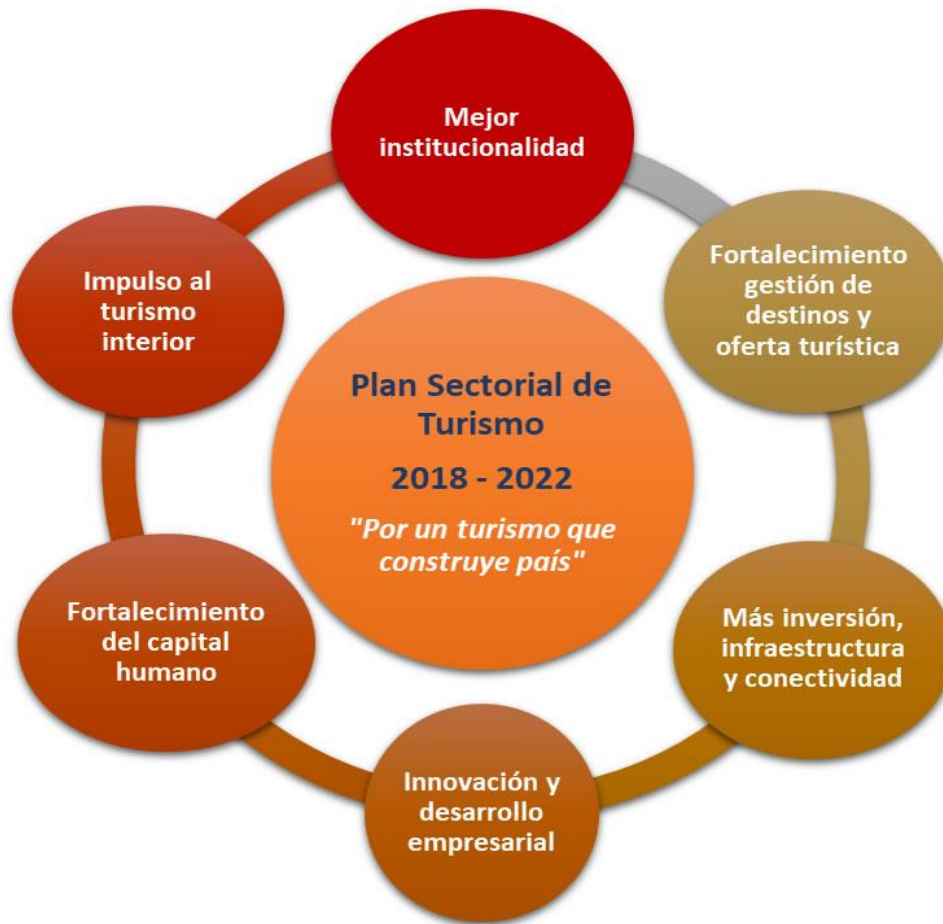 Mejor
institucionalidad
Fortalecimiento
gestión de
destinos y
oferta turística
Más inversión,
infraestructura
y conectividad
Innovación y
desarrollo
empresarial
Fortalecimiento
del capital
humano
Impulso al
turismo
interior
Plan Sectorial de
Turismo
2018 - 2022
"Por un turismo que
construye país"